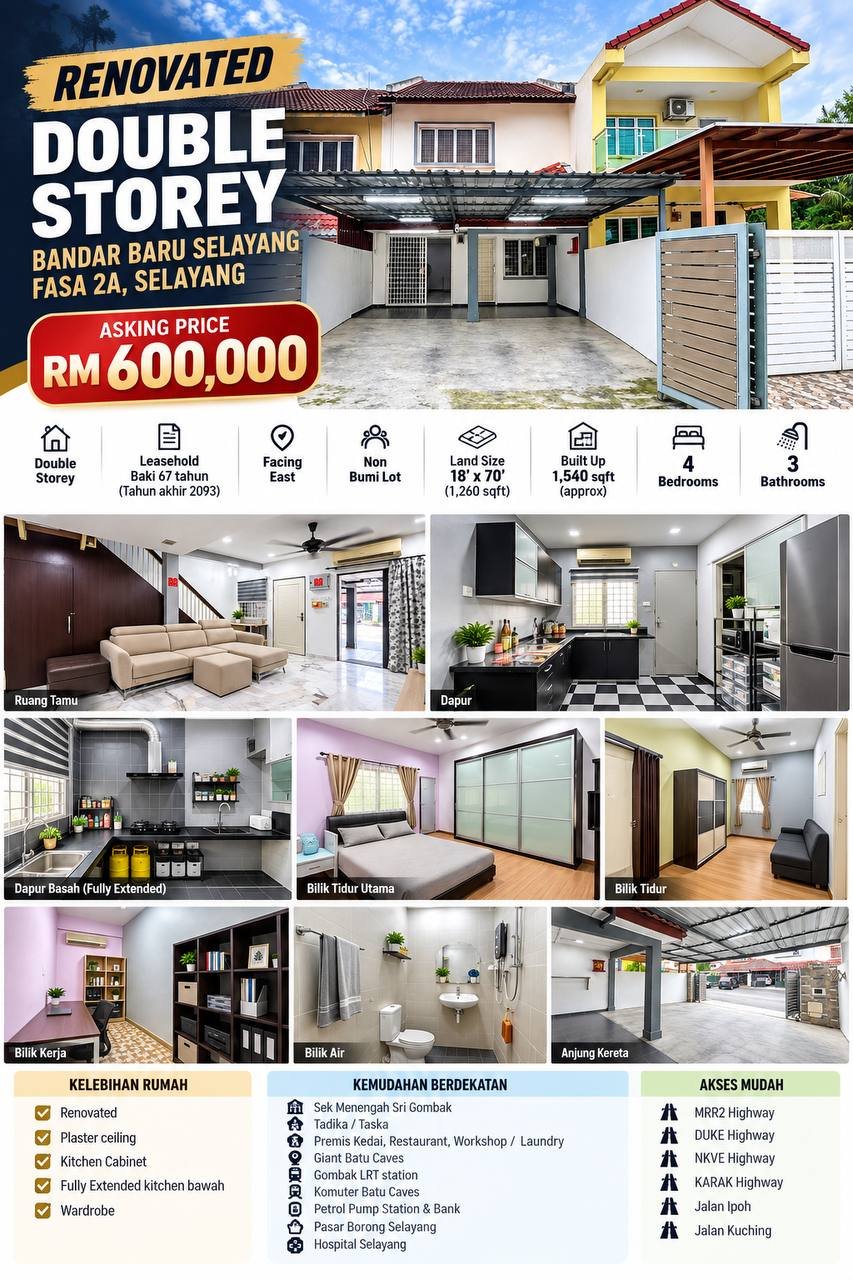 RENOVATED
DOUBLE
STOREY
BANDAR BARU SELAYANG
FASA 2A, SELAYANG
ASKING PRICE
RM 600,000
Double
Storey
Leasehold
Baki 67 tahun
(Tahun akhir 2093)
Facing
East
Non
Bumi Lot
Land Size
18' x 70'
(1,260 sqft)
Built Up
1,540 sqft
(approx)
4
Bedrooms
3
Bathrooms
Ruang Tamu
Dapur
Dapur Basah (Fully Extended)
Bilik Tidur Utama
Bilik Tidur
Bilik Kerja
Bilik Air
Anjung Kereta
KELEBIHAN RUMAH
Renovated
Plaster ceiling
Kitchen Cabinet
Fully Extended kitchen bawah
Wardrobe
KEMUDAHAN BERDEKATAN
Sek Menengah Sri Gombak
Tadika / Taska
Premis Kedai, Restaurant, Workshop / Laundry
Giant Batu Caves
Gombak LRT station
Komuter Batu Caves
Petrol Pump Station & Bank
Pasar Borong Selayang
Hospital Selayang
AKSES MUDAH
MRR2 Highway
DUKE Highway
NKVE Highway
KARAK Highway
Jalan Ipoh
Jalan Kuching